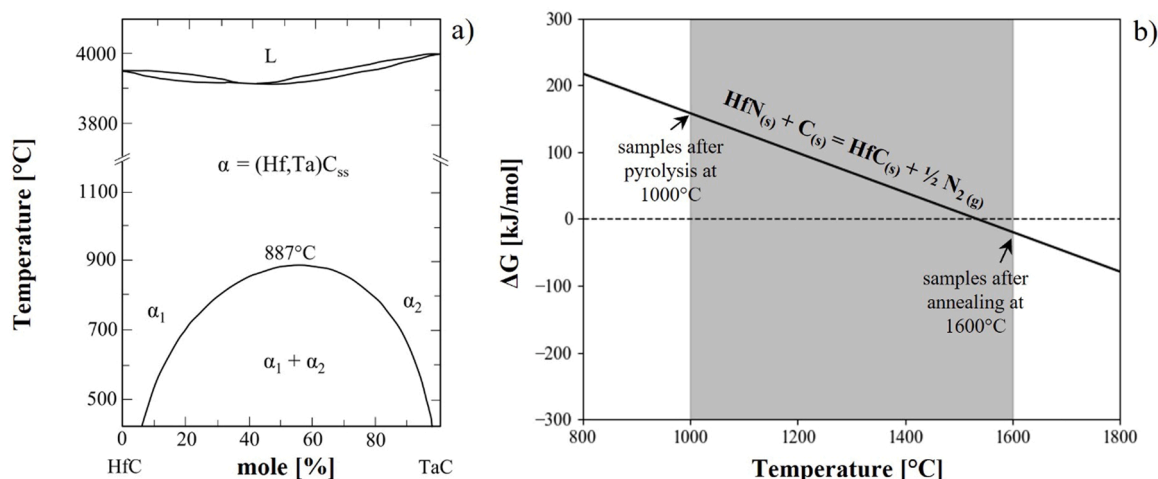 a)
Temperature [°C]
4000
3800
1100
900
700
500
L
α = (Hf,Ta)C_ss
887°C
α₁
α₂
α₁ + α₂
0
20
40
60
80
HfC
mole [%]
TaC
b)
ΔG [kJ/mol]
300
200
100
0
−100
−200
−300
HfN(s) + C(s) = HfC(s) + ½ N₂ (g)
samples after
pyrolysis at
1000°C
samples after
annealing at
1600°C
800
1000
1200
1400
1600
1800
Temperature [°C]